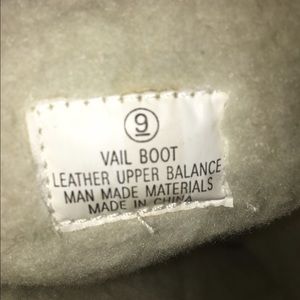 9
VAIL BOOT
LEATHER UPPER BALANCE
MAN MADE MATERIALS
MADE IN CHINA